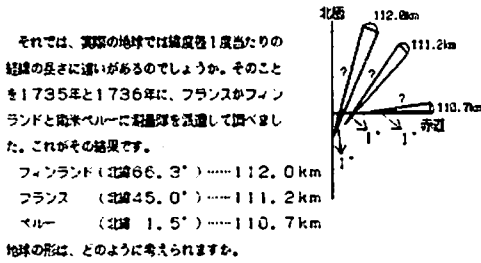 それでは、実際の地球では緯度差1度当たりの
経線の長さに違いがあるのでしょうか。そのこと
を1735年と1736年に、フランスがフィン
ランドと南米ペルーに測量隊を派遣して調べまし
た。これがその結果です。
フィンランド(北緯66.3°)……112.0km
フランス (北緯45.0°)……111.2km
ペルー (北緯 1.5°)……110.7km
地球の形は、どのように考えられますか。
北極
112.0km
111.2km
110.7km
赤道
?
?
?
1°
1°
1°